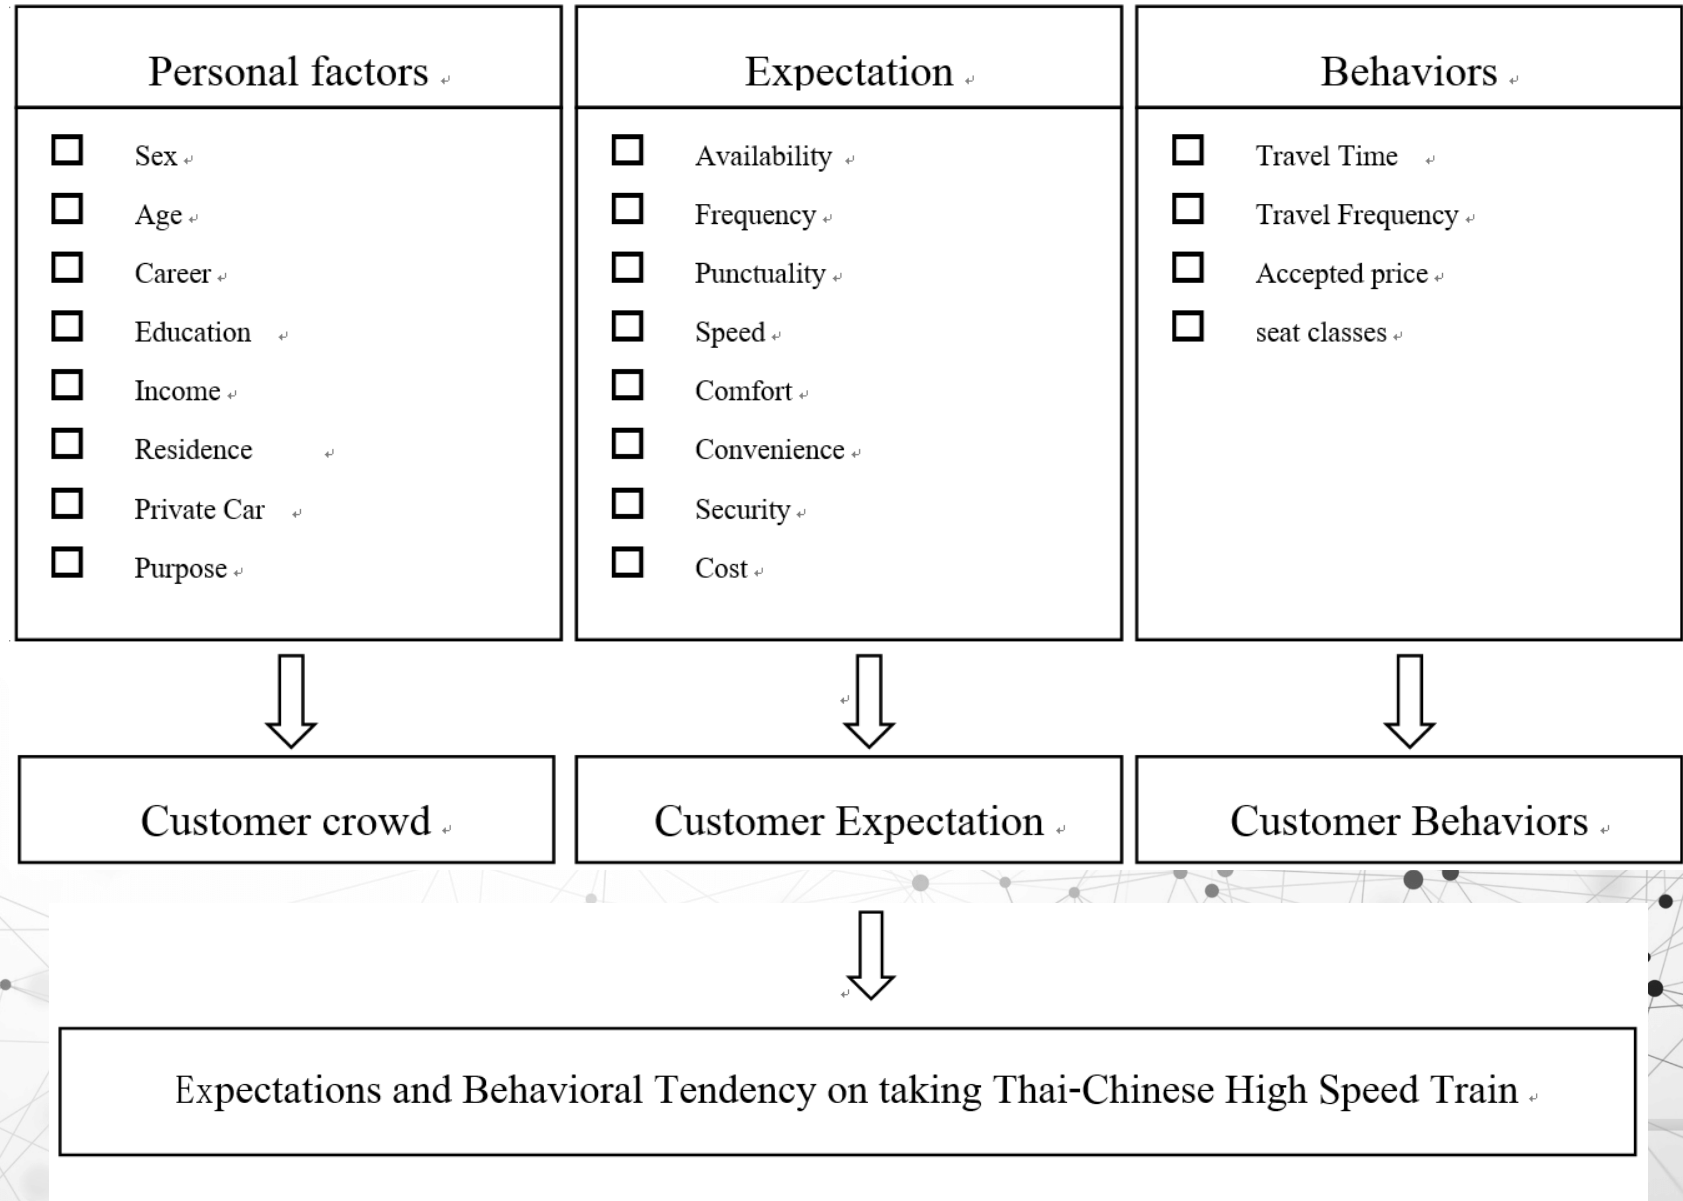 Personal factors
Sex
Age
Career
Education
Income
Residence
Private Car
Purpose
Expectation
Availability
Frequency
Punctuality
Speed
Comfort
Convenience
Security
Cost
Behaviors
Travel Time
Travel Frequency
Accepted price
seat classes
Customer crowd
Customer Expectation
Customer Behaviors
Expectations and Behavioral Tendency on taking Thai-Chinese High Speed Train